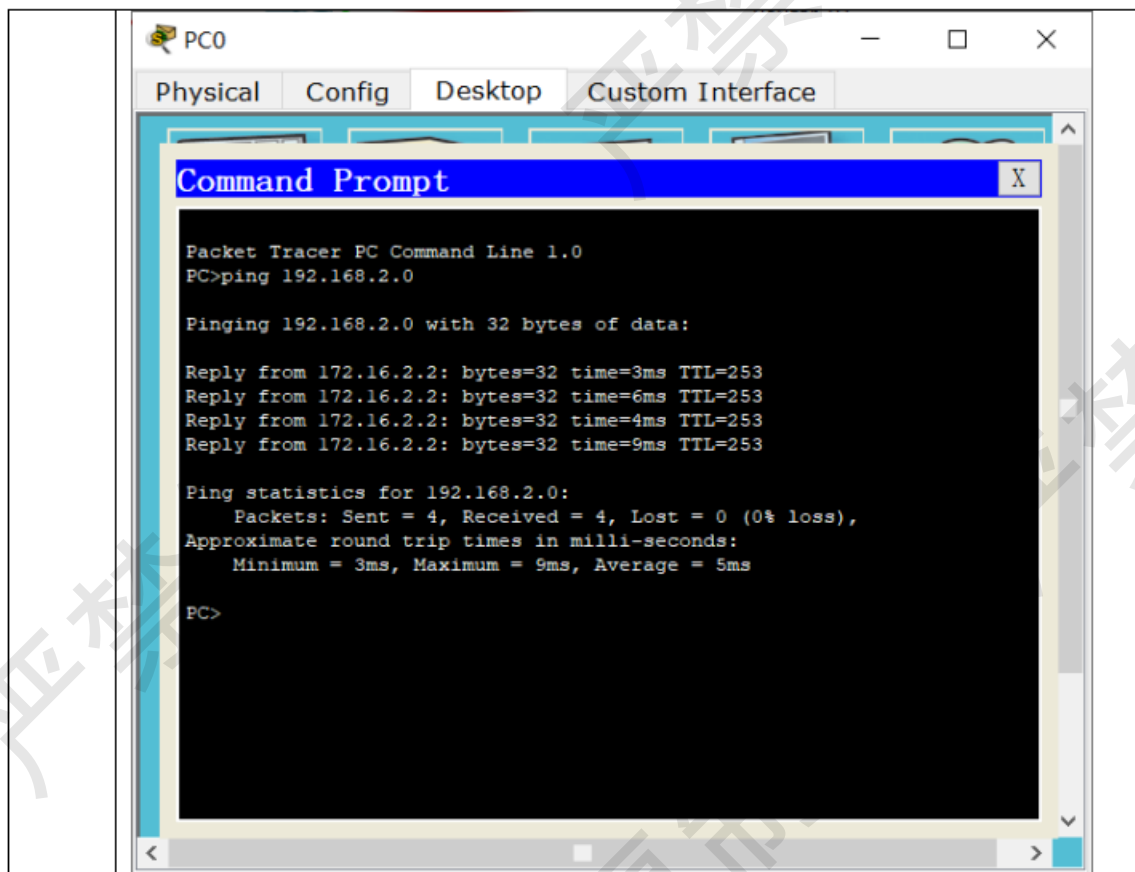 PC0
Physical Config Desktop Custom Interface
Command Prompt X
Packet Tracer PC Command Line 1.0
PC>ping 192.168.2.0
Pinging 192.168.2.0 with 32 bytes of data:
Reply from 172.16.2.2: bytes=32 time=3ms TTL=253
Reply from 172.16.2.2: bytes=32 time=6ms TTL=253
Reply from 172.16.2.2: bytes=32 time=4ms TTL=253
Reply from 172.16.2.2: bytes=32 time=9ms TTL=253
Ping statistics for 192.168.2.0:
Packets: Sent = 4, Received = 4, Lost = 0 (0% loss),
Approximate round trip times in milli-seconds:
Minimum = 3ms, Maximum = 9ms, Average = 5ms
PC>
严禁
严禁